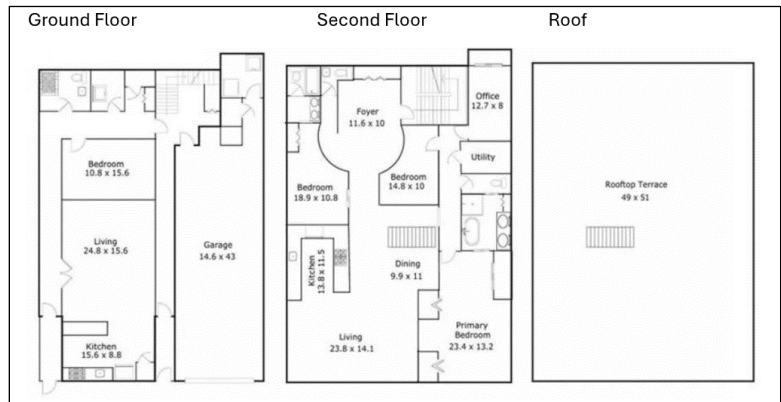 Ground Floor
Second Floor
Roof
Bedroom
10.8 x 15.6
Living
24.8 x 15.6
Kitchen
15.6 x 8.8
Garage
14.6 x 43
Foyer
11.6 x 10
Office
12.7 x 8
Utility
Bedroom
18.9 x 10.8
Bedroom
14.8 x 10
Kitchen
13.8 x 11.5
Dining
9.9 x 11
Living
23.8 x 14.1
Primary
Bedroom
23.4 x 13.2
Rooftop Terrace
49 x 51